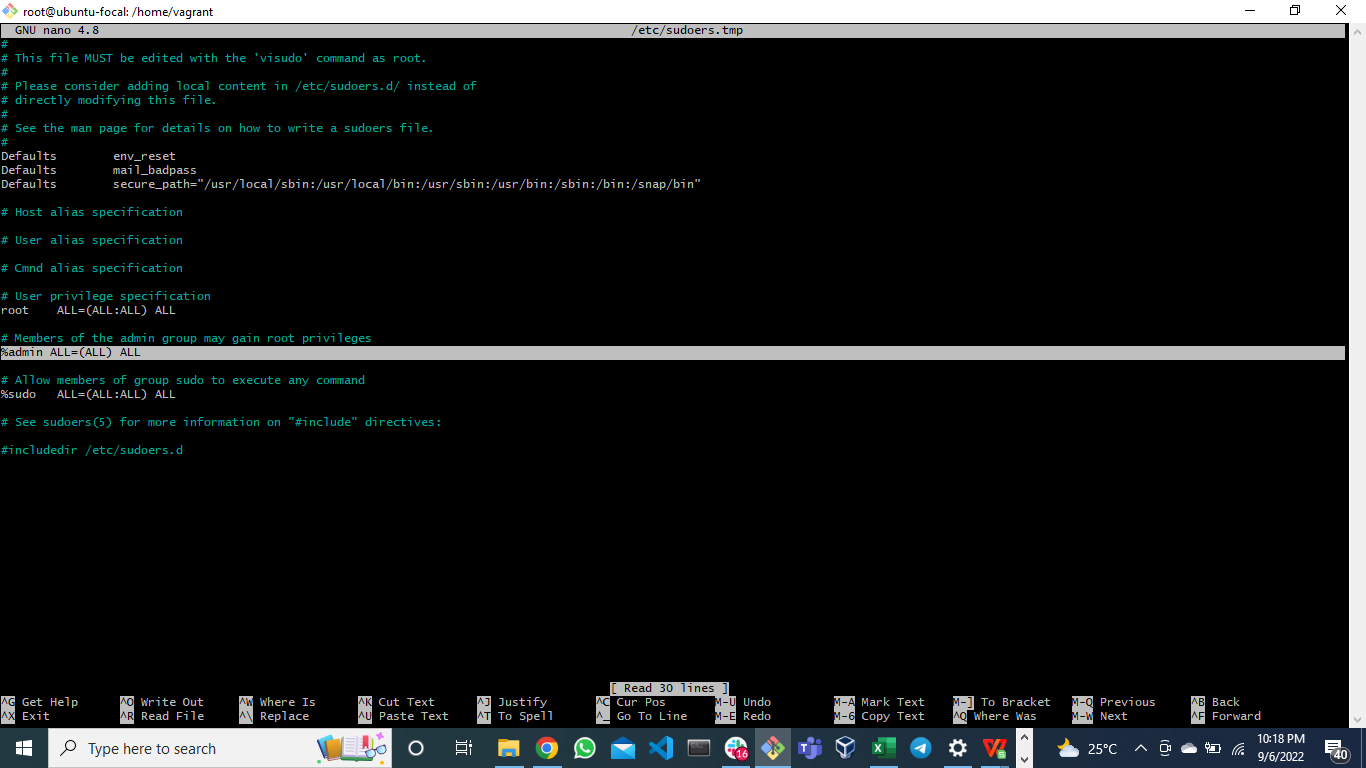 root@ubuntu-focal: /home/vagrant
GNU nano 4.8 /etc/sudoers.tmp
#
# This file MUST be edited with the 'visudo' command as root.
#
# Please consider adding local content in /etc/sudoers.d/ instead of
# directly modifying this file.
#
# See the man page for details on how to write a sudoers file.
#
Defaults        env_reset
Defaults        mail_badpass
Defaults        secure_path="/usr/local/sbin:/usr/local/bin:/usr/sbin:/usr/bin:/sbin:/bin:/snap/bin"
# Host alias specification
# User alias specification
# Cmnd alias specification
# User privilege specification
root    ALL=(ALL:ALL) ALL
# Members of the admin group may gain root privileges
%admin ALL=(ALL) ALL
# Allow members of group sudo to execute any command
%sudo   ALL=(ALL:ALL) ALL
# See sudoers(5) for more information on "#include" directives:
#includedir /etc/sudoers.d
[ Read 30 lines ]
^G Get Help ^O Write Out ^W Where Is ^K Cut Text ^J Justify ^C Cur Pos M-U Undo M-A Mark Text M-] To Bracket M-Q Previous ^B Back
^X Exit ^R Read File ^\ Replace ^U Paste Text ^T To Spell ^_ Go To Line M-E Redo M-6 Copy Text ^Q Where Was M-W Next ^F Forward
Type here to search 16 25°C 10:18 PM 40
9/6/2022